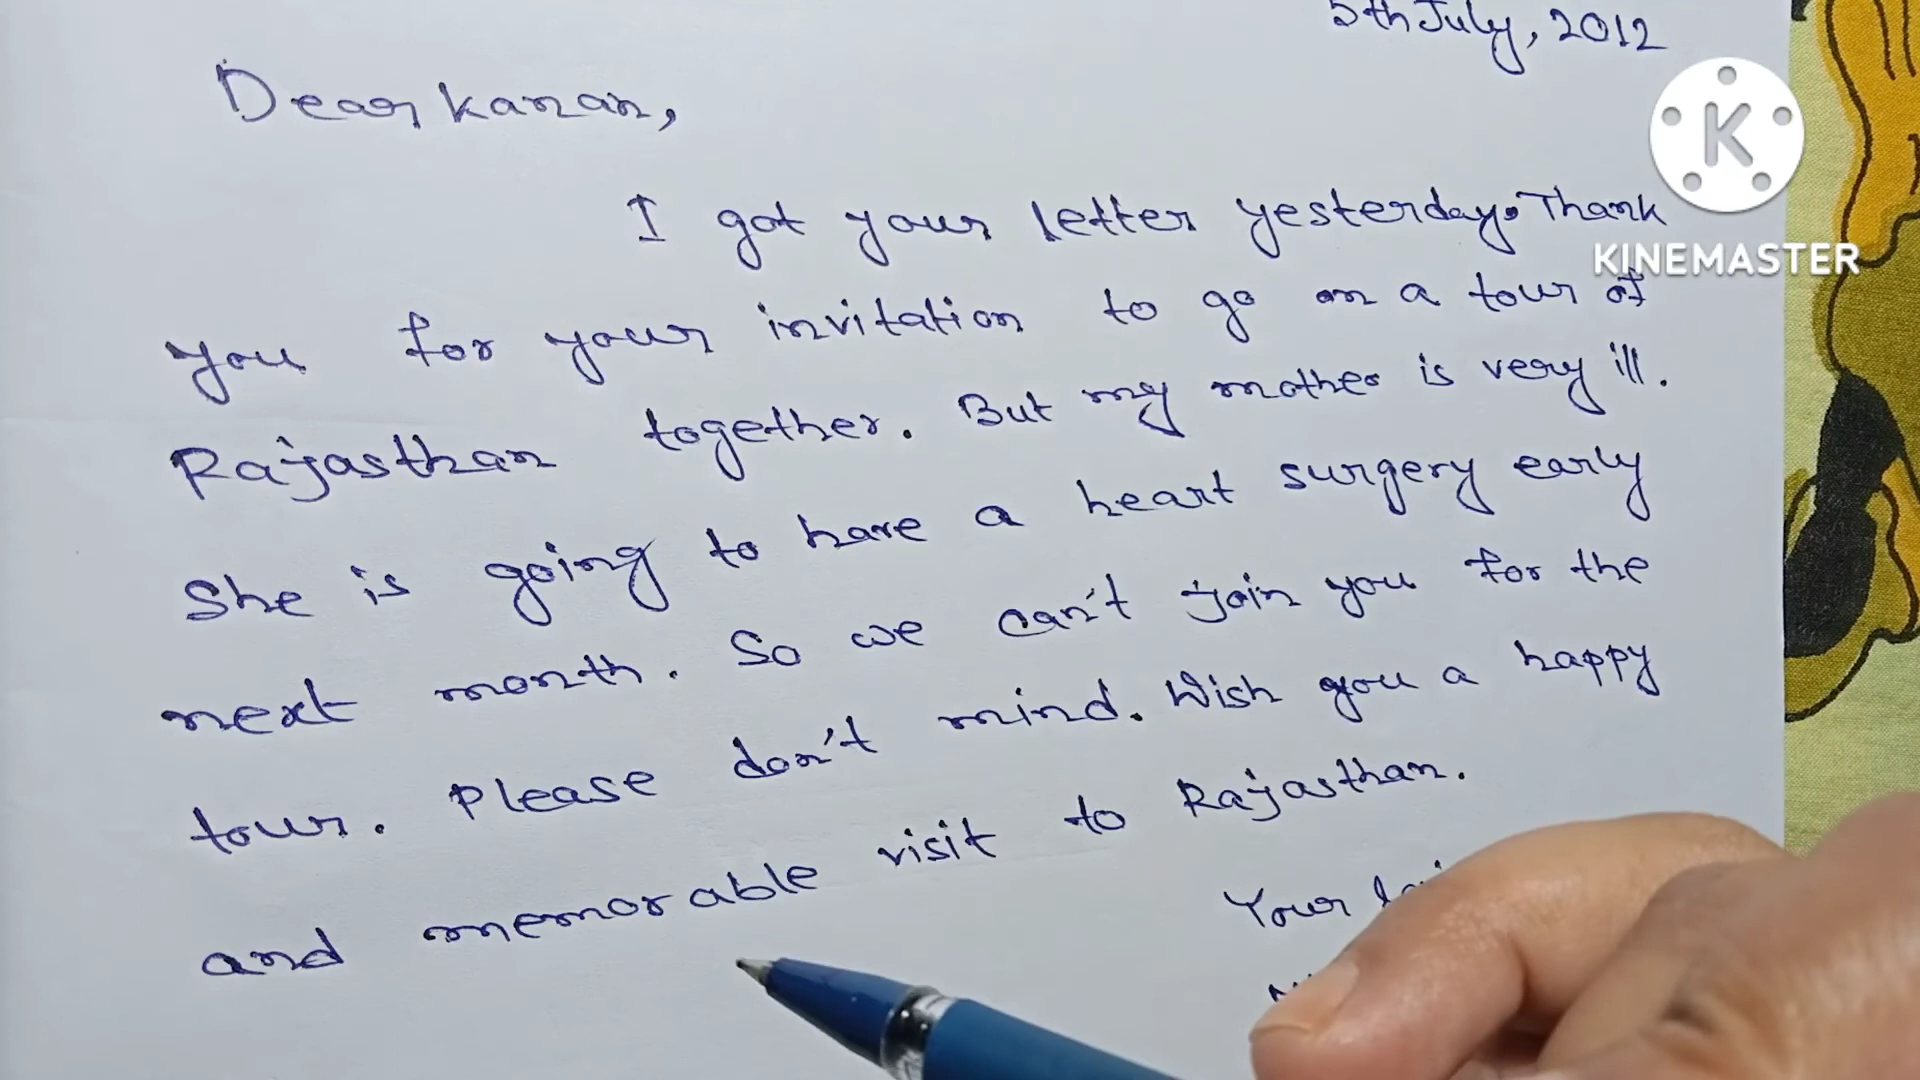 5th July, 2012
Dear Kanan,
I got your letter yesterday. Thank
you for your invitation to go on a tour of
Rajasthan together. But my mother is very ill.
She is going to have a heart surgery early
next month. So we can't join you for the
tour. Please don't mind. Wish you a happy
and memorable visit to Rajasthan.
Your
K
KINEMASTER